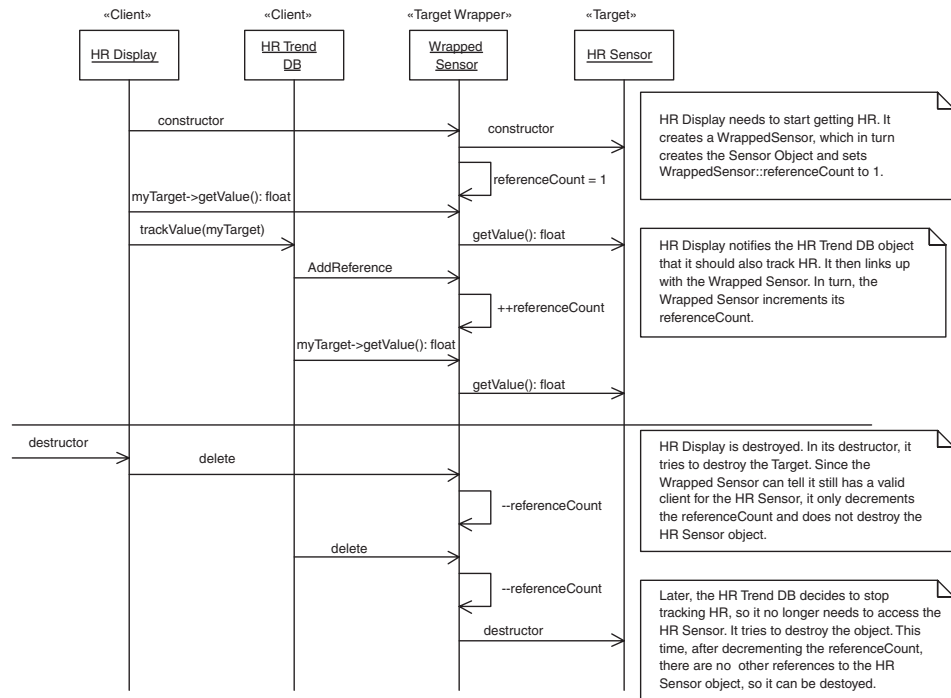 «Client»
«Client»
«Target Wrapper»
«Target»
HR Display
HR Trend
DB
Wrapped
Sensor
HR Sensor
constructor
constructor
referenceCount = 1
myTarget->getValue(): float
trackValue(myTarget)
getValue(): float
AddReference
++referenceCount
myTarget->getValue(): float
getValue(): float
HR Display needs to start getting HR. It
creates a WrappedSensor, which in turn
creates the Sensor Object and sets
WrappedSensor::referenceCount to 1.
HR Display notifies the HR Trend DB object
that it should also track HR. It then links up
with the Wrapped Sensor. In turn, the
Wrapped Sensor increments its
referenceCount.
destructor
delete
--referenceCount
delete
--referenceCount
destructor
HR Display is destroyed. In its destructor, it
tries to destroy the Target. Since the
Wrapped Sensor can tell it still has a valid
client for the HR Sensor, it only decrements
the referenceCount and does not destroy the
HR Sensor object.
Later, the HR Trend DB decides to stop
tracking HR, so it no longer needs to access the
HR Sensor. It tries to destroy the object. This
time, after decrementing the referenceCount,
there are no other references to the HR
Sensor object, so it can be destoyed.